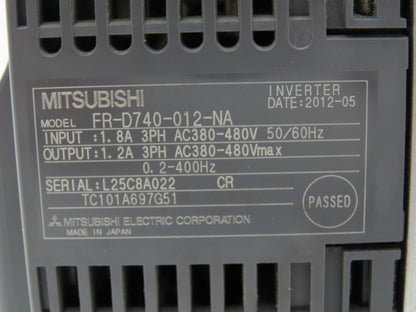 INVERTER
MITSUBISHI DATE:2012-05
MODEL FR-D740-012-NA
INPUT :1.8A 3PH AC380-480V 50/60Hz
OUTPUT:1.2A 3PH AC380-480Vmax
0.2-400Hz
SERIAL:L25C8A022 CR
TC101A697G51
PASSED
MITSUBISHI ELECTRIC CORPORATION
MADE IN JAPAN